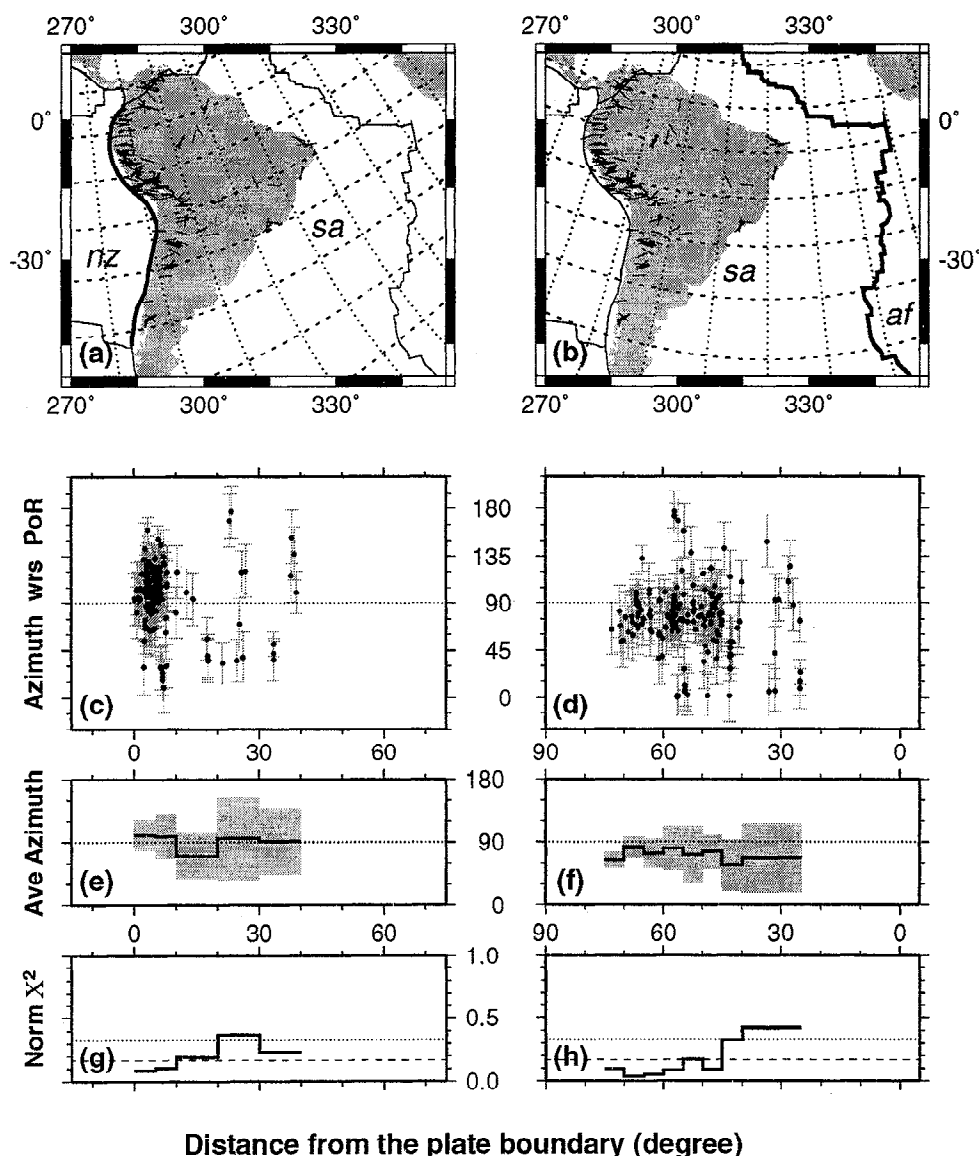 270° 300° 330° 270° 300° 330°
0° 0°
-30° -30°
nz sa sa af
(a) (b)
270° 300° 330° 270° 300° 330°
Azimuth wrs PoR
180
135
90
45
0
(c) (d)
0 30 60 90 60 30 0
Ave Azimuth
180
90
0
(e) (f)
0 30 60 90 60 30 0
Norm X²
1.0
0.5
0.0
(g) (h)
Distance from the plate boundary (degree)